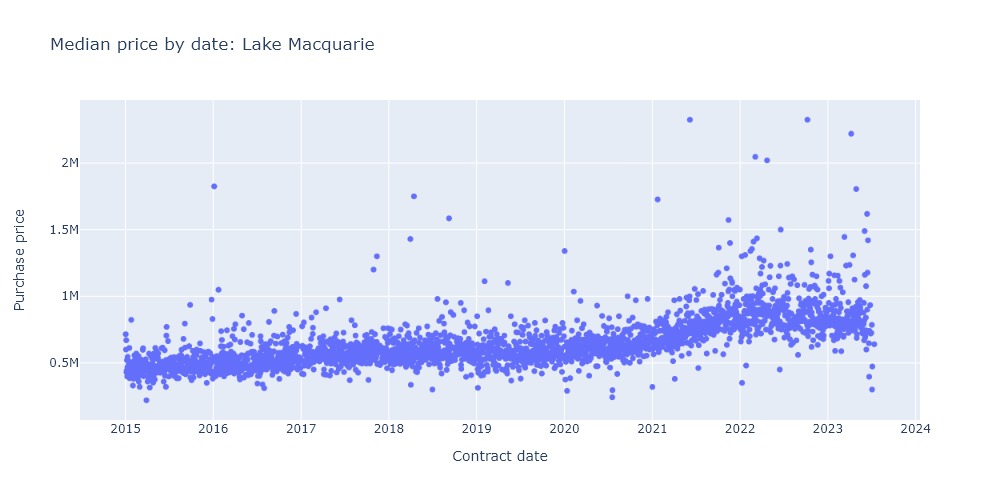 Median price by date: Lake Macquarie
Purchase price
2M
1.5M
1M
0.5M
2015 2016 2017 2018 2019 2020 2021 2022 2023 2024
Contract date